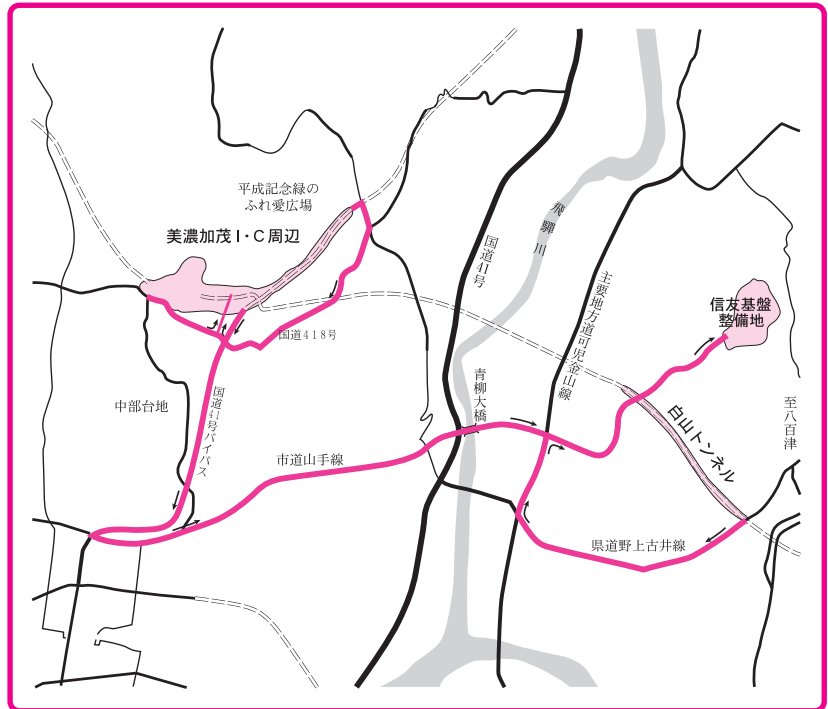 平成記念緑の
ふれ愛広場
美濃加茂I・C周辺
飛驒川
国道41号
主要地方道可児金山線
信友基盤
整備地
国道418号
青柳大橋
中部台地
国道41号バイパス
至八百津
白山トンネル
市道山手線
県道野上古井線